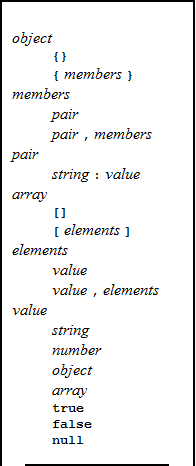 object
{}
{ members }
members
pair
pair , members
pair
string : value
array
[]
[ elements ]
elements
value
value , elements
value
string
number
object
array
true
false
null